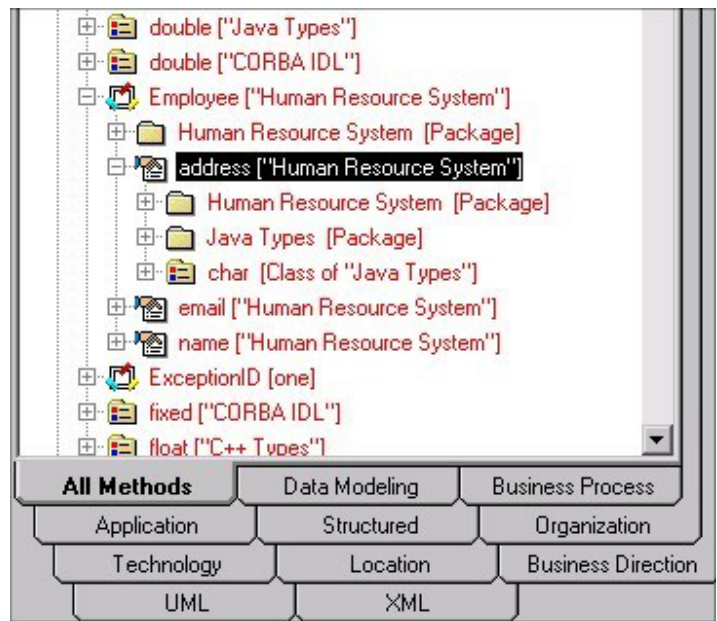 double ["Java Types"]
double ["CORBA IDL"]
Employee ["Human Resource System"]
Human Resource System [Package]
address ["Human Resource System"]
Human Resource System [Package]
Java Types [Package]
char [Class of "Java Types"]
email ["Human Resource System"]
name ["Human Resource System"]
ExceptionID [one]
fixed ["CORBA IDL"]
float ["C++ Types"]
All Methods Data Modeling Business Process
Application Structured Organization
Technology Location Business Direction
UML XML